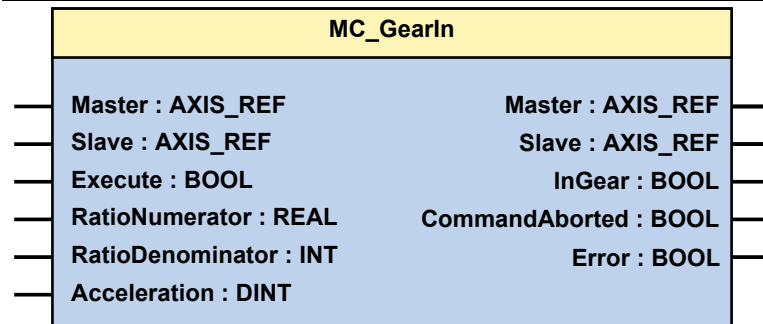 MC_GearIn
Master : AXIS_REF Master : AXIS_REF
Slave : AXIS_REF Slave : AXIS_REF
Execute : BOOL InGear : BOOL
RatioNumerator : REAL CommandAborted : BOOL
RatioDenominator : INT Error : BOOL
Acceleration : DINT